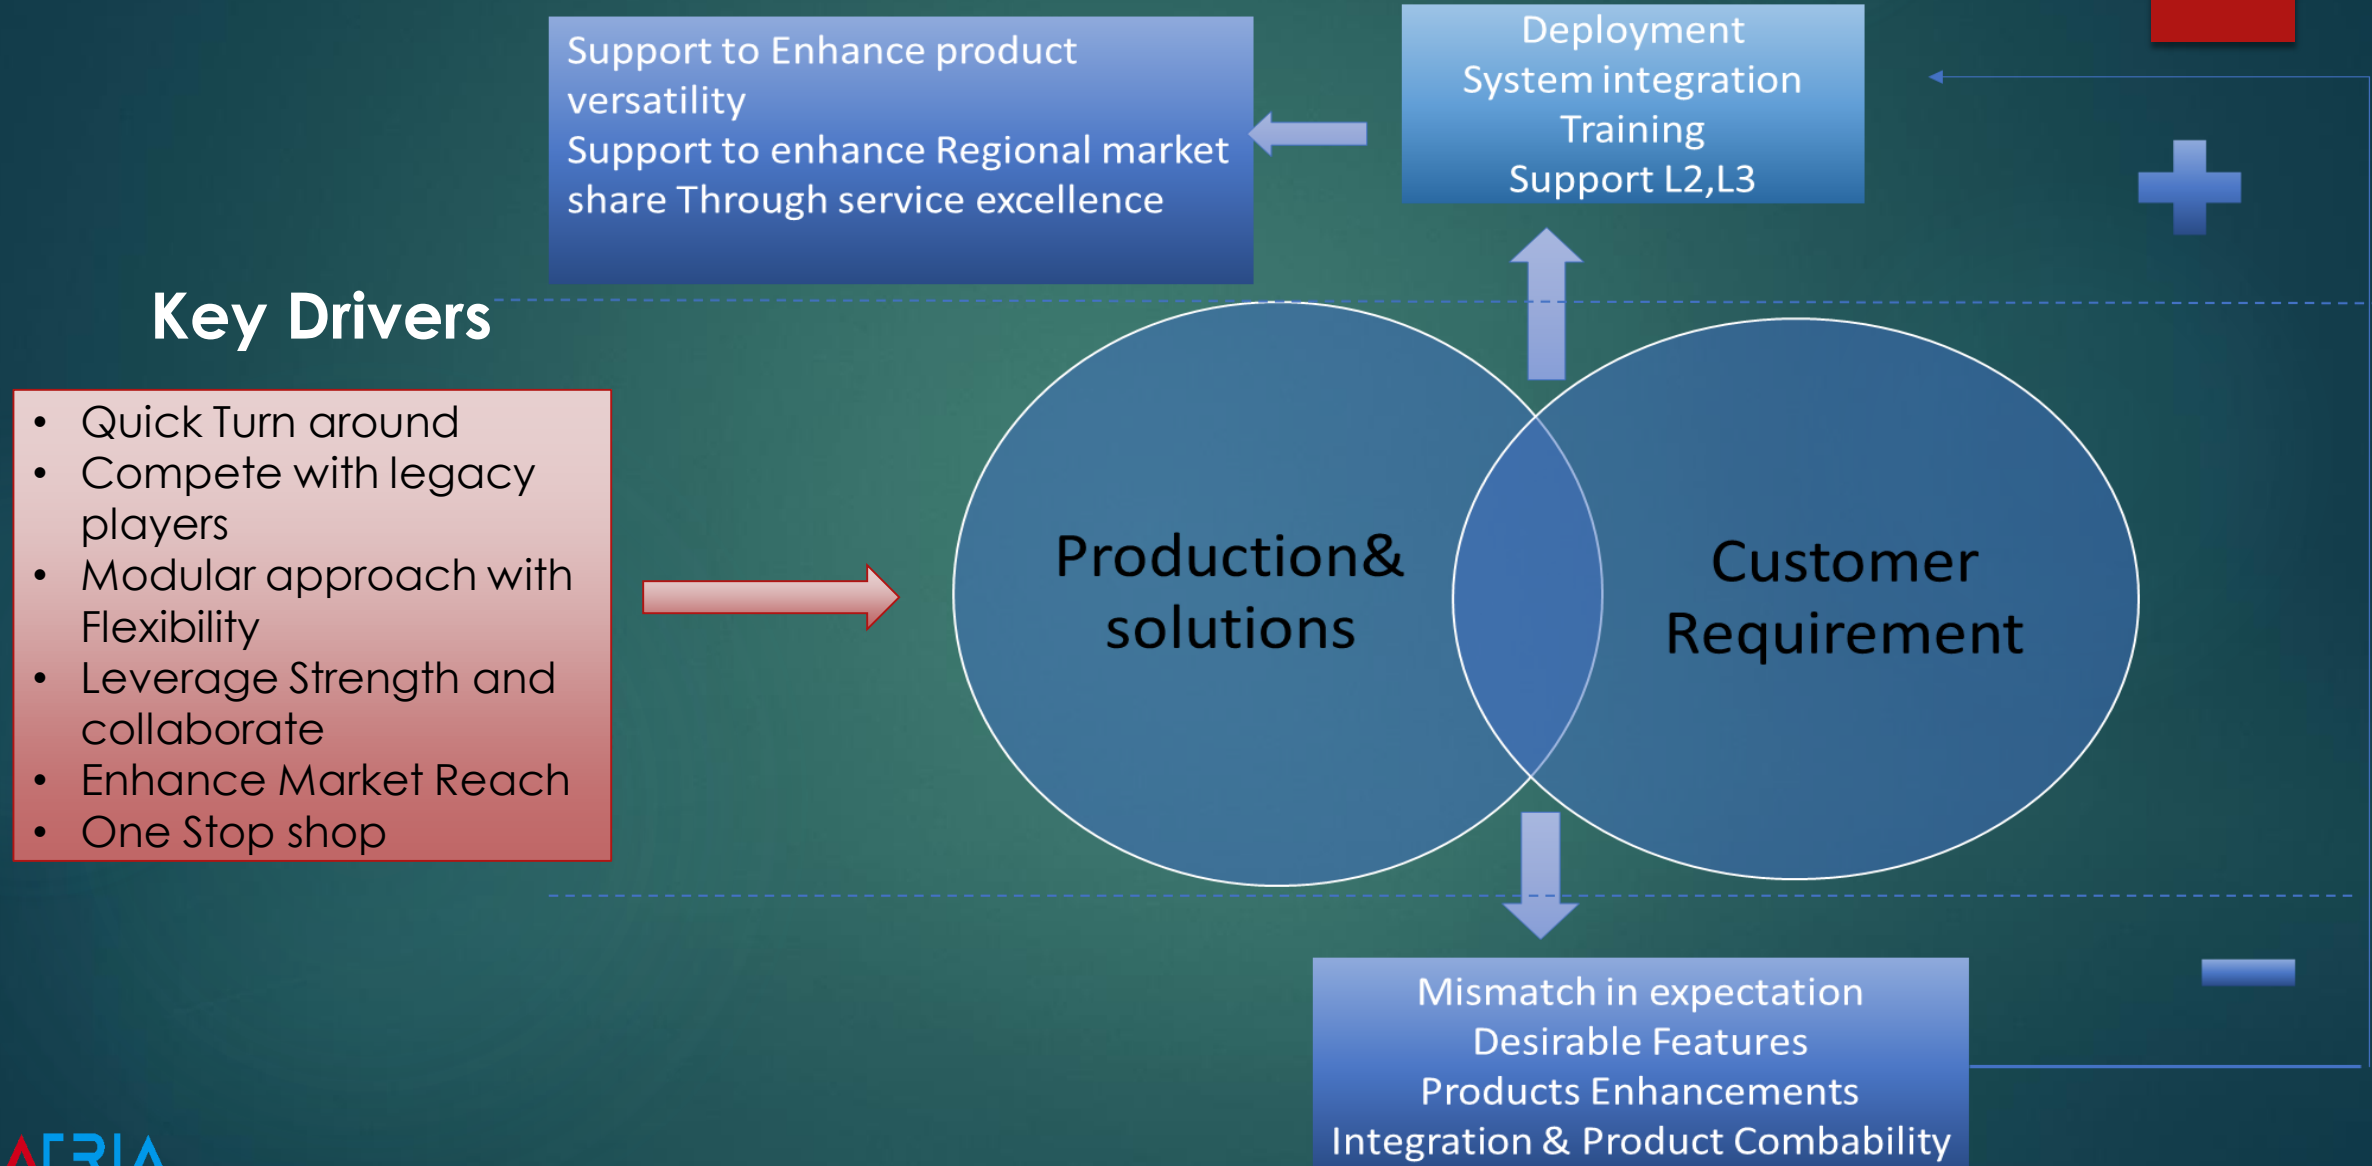 Support to Enhance product
versatility
Support to enhance Regional market
share Through service excellence
Deployment
System integration
Training
Support L2,L3
Key Drivers
• Quick Turn around
• Compete with legacy
players
• Modular approach with
Flexibility
• Leverage Strength and
collaborate
• Enhance Market Reach
• One Stop shop
Production&
solutions
Customer
Requirement
Mismatch in expectation
Desirable Features
Products Enhancements
Integration & Product Combability